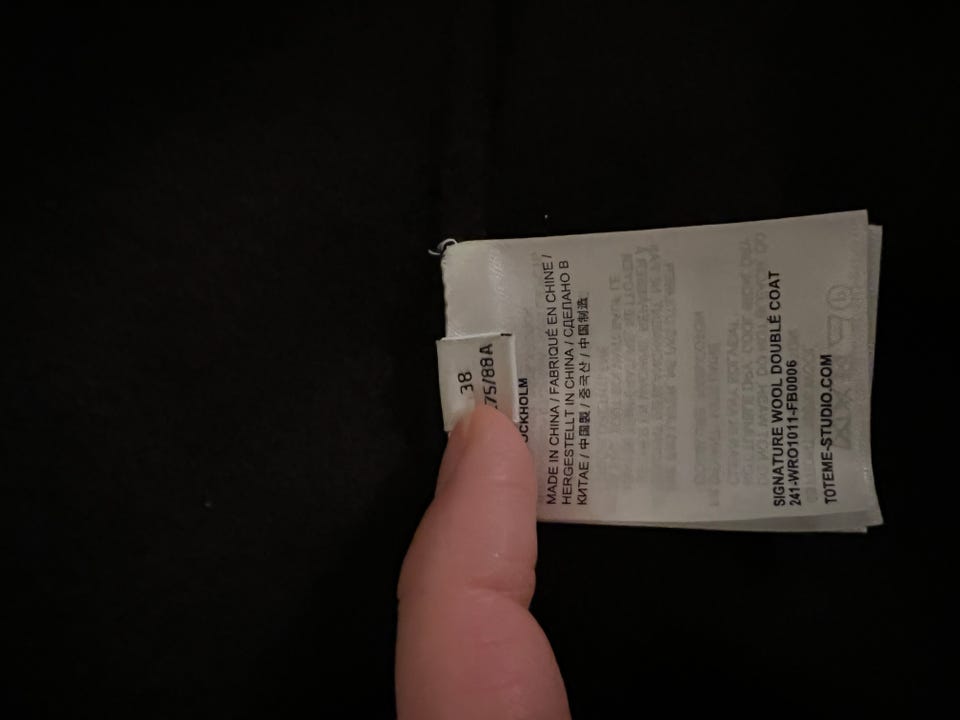 38
75/88A
OCKHOLM
MADE IN CHINA / FABRIQUÉ EN CHINE /
HERGESTELLT IN CHINA / СДЕЛАНО В
КИТАЕ / 中国製 / 중국산 / 中国制造
SIGNATURE WOOL DOUBLÉ COAT
241-WRO1011-FB0006
TOTEME-STUDIO.COM